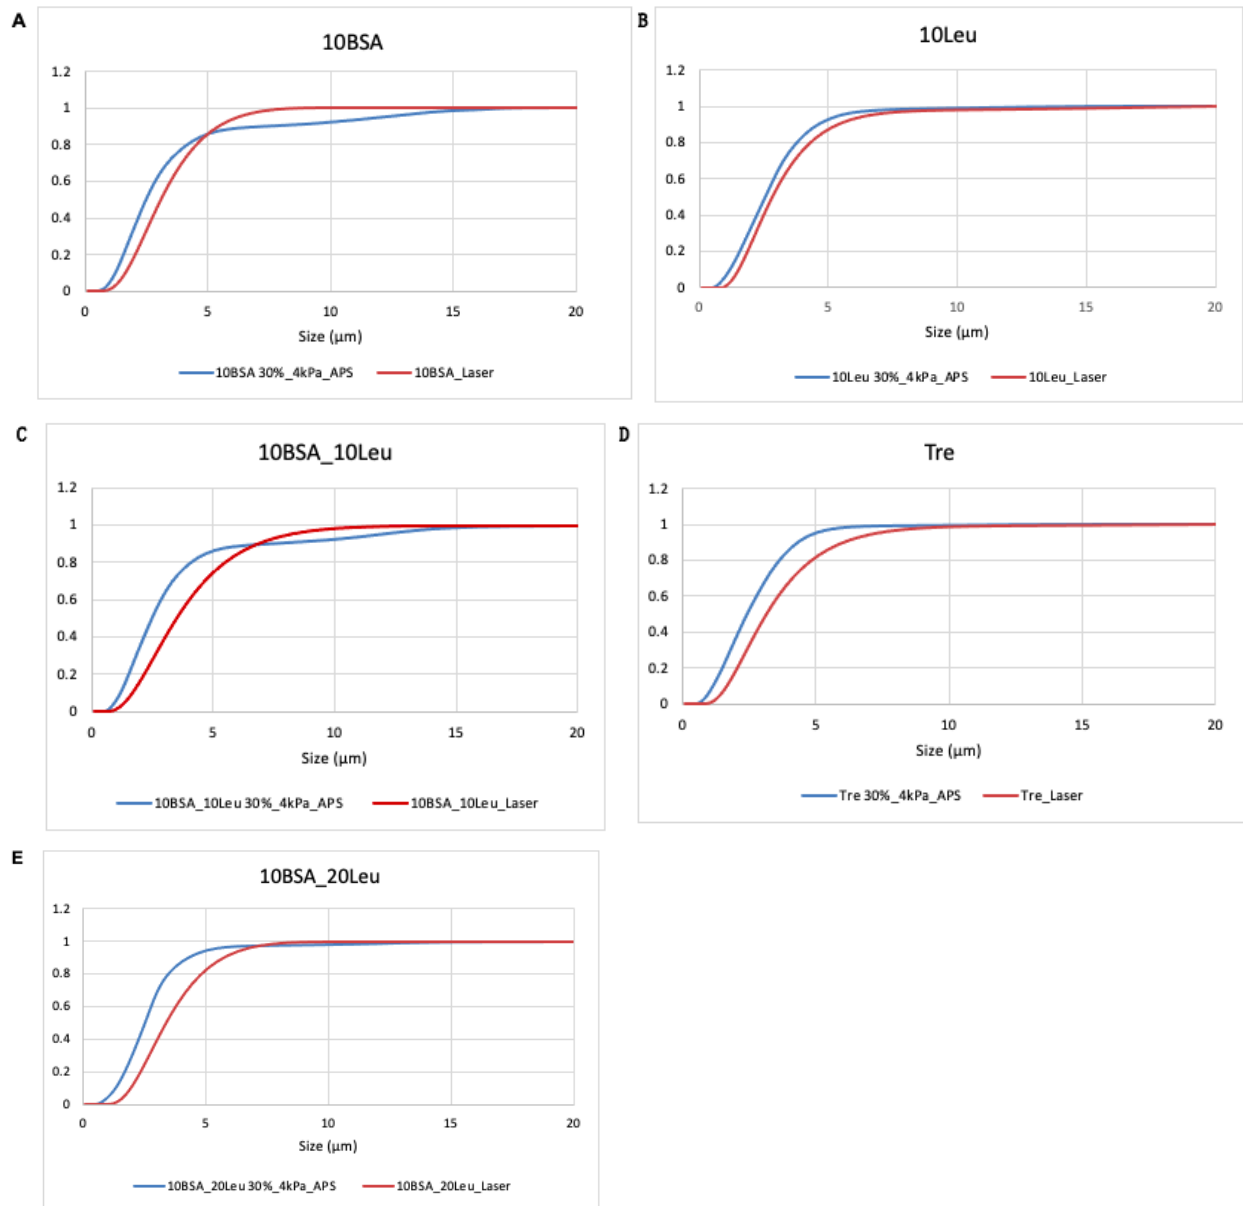 A
10BSA
1.2
1
0.8
0.6
0.4
0.2
0
0 5 10 15 20
Size (µm)
10BSA 30%_4kPa_APS 10BSA_Laser
B
10Leu
1.2
1
0.8
0.6
0.4
0.2
0
0 5 10 15 20
Size (µm)
10Leu 30%_4kPa_APS 10Leu_Laser
C
10BSA_10Leu
1.2
1
0.8
0.6
0.4
0.2
0
0 5 10 15 20
Size (µm)
10BSA_10Leu 30%_4kPa_APS 10BSA_10Leu_Laser
D
Tre
1.2
1
0.8
0.6
0.4
0.2
0
0 5 10 15 20
Size (µm)
Tre 30%_4kPa_APS Tre_Laser
E
10BSA_20Leu
1.2
1
0.8
0.6
0.4
0.2
0
0 5 10 15 20
Size (µm)
10BSA_20Leu 30%_4kPa_APS 10BSA_20Leu_Laser